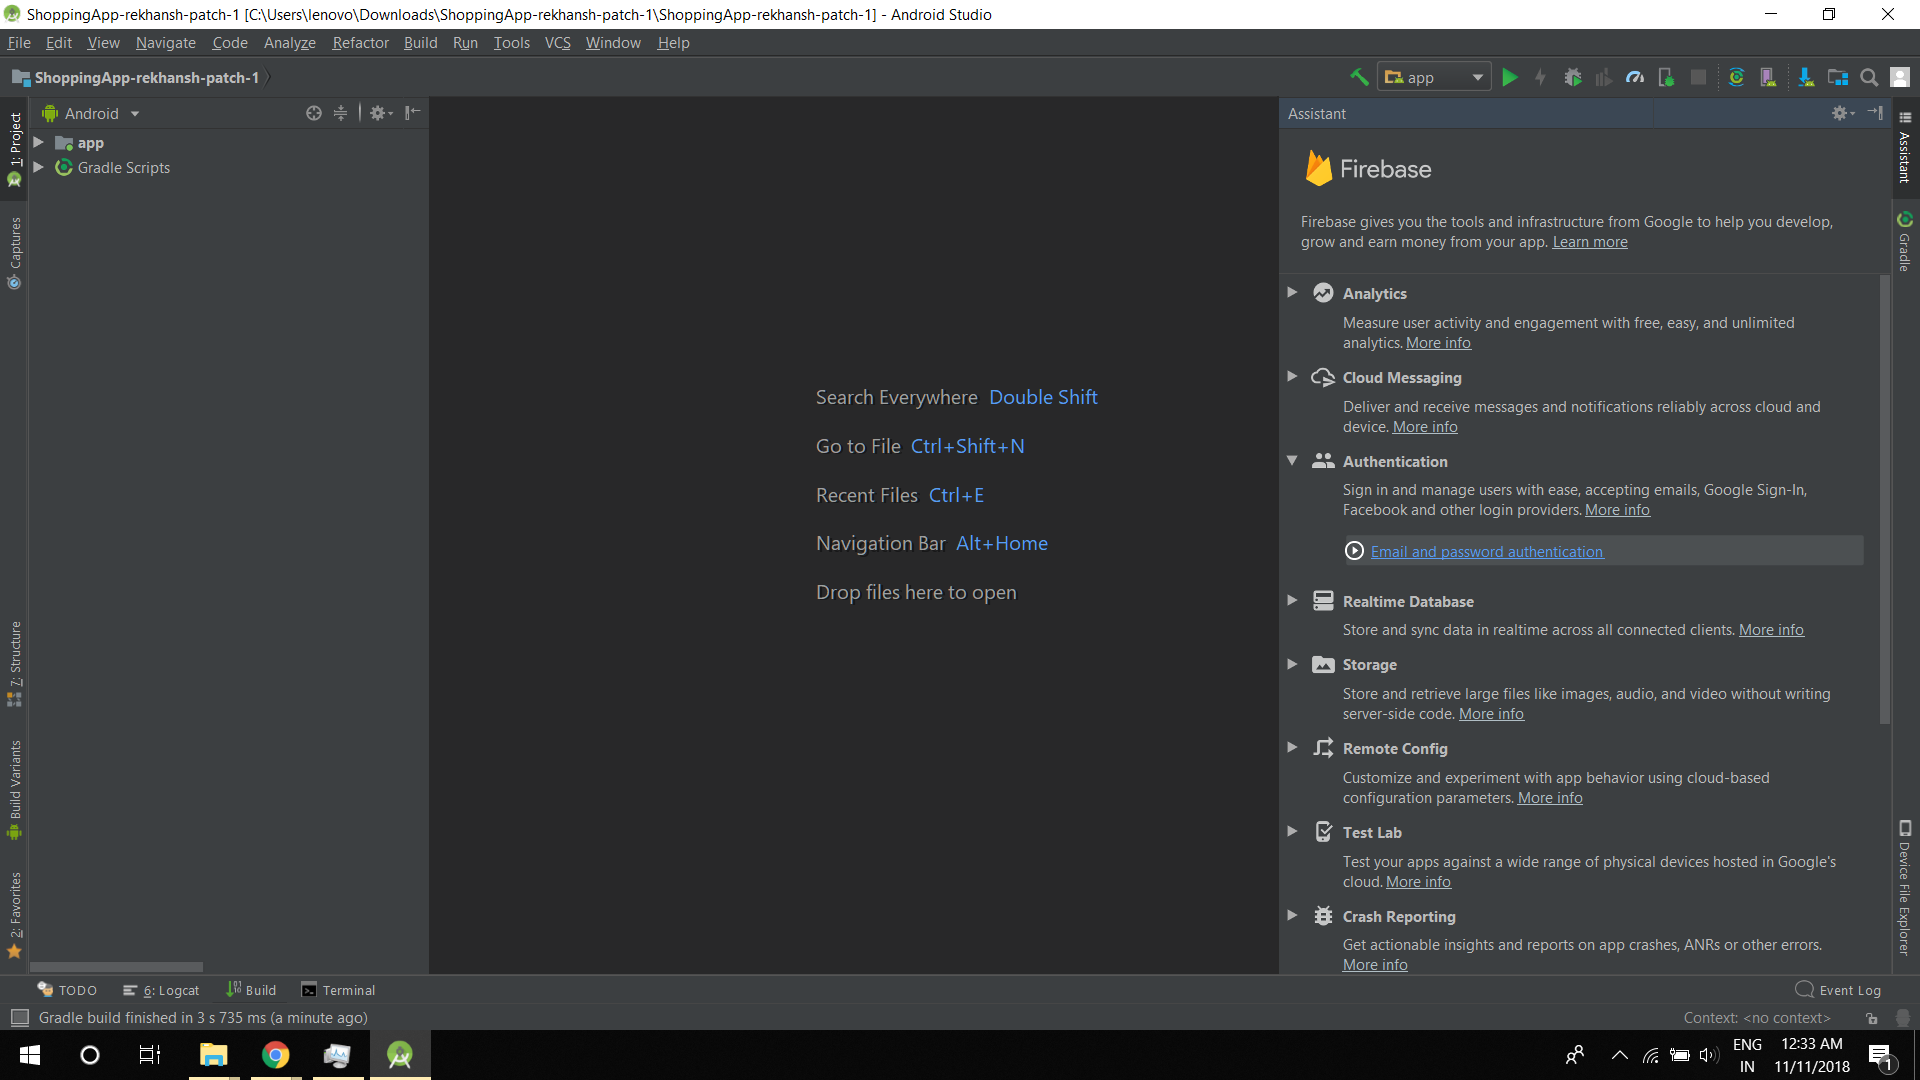 ShoppingApp-rekhansh-patch-1 [C:\Users\lenovo\Downloads\ShoppingApp-rekhansh-patch-1\ShoppingApp-rekhansh-patch-1] - Android Studio
File Edit View Navigate Code Analyze Refactor Build Run Tools VCS Window Help
ShoppingApp-rekhansh-patch-1
app
1: Project
Captures
7: Structure
Build Variants
2: Favorites
Android
app
Gradle Scripts
Search Everywhere Double Shift
Go to File Ctrl+Shift+N
Recent Files Ctrl+E
Navigation Bar Alt+Home
Drop files here to open
Assistant
Firebase
Firebase gives you the tools and infrastructure from Google to help you develop,
grow and earn money from your app. Learn more
Analytics
Measure user activity and engagement with free, easy, and unlimited
analytics. More info
Cloud Messaging
Deliver and receive messages and notifications reliably across cloud and
device. More info
Authentication
Sign in and manage users with ease, accepting emails, Google Sign-In,
Facebook and other login providers. More info
Email and password authentication
Realtime Database
Store and sync data in realtime across all connected clients. More info
Storage
Store and retrieve large files like images, audio, and video without writing
server-side code. More info
Remote Config
Customize and experiment with app behavior using cloud-based
configuration parameters. More info
Test Lab
Test your apps against a wide range of physical devices hosted in Google's
cloud. More info
Crash Reporting
Get actionable insights and reports on app crashes, ANRs or other errors.
More info
Assistant
Gradle
Device File Explorer
TODO 6: Logcat Build Terminal
Event Log
Gradle build finished in 3 s 735 ms (a minute ago)
Context: <no context>
ENG
IN
12:33 AM
11/11/2018
1